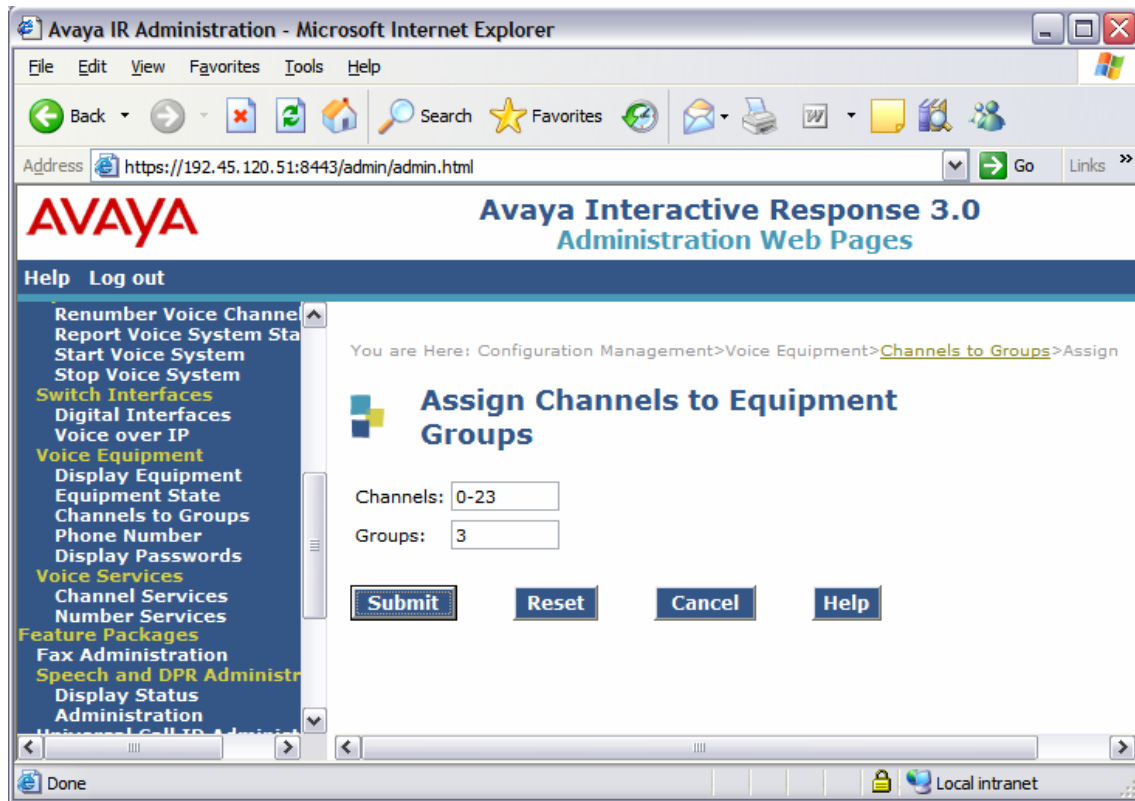 Avaya IR Administration - Microsoft Internet Explorer
File Edit View Favorites Tools Help
Back Search Favorites
Address https://192.45.120.51:8443/admin/admin.html Go Links »
AVAYA
Avaya Interactive Response 3.0
Administration Web Pages
Help Log out
Renumber Voice Channel
Report Voice System Sta
Start Voice System
Stop Voice System
Switch Interfaces
Digital Interfaces
Voice over IP
Voice Equipment
Display Equipment
Equipment State
Channels to Groups
Phone Number
Display Passwords
Voice Services
Channel Services
Number Services
Feature Packages
Fax Administration
Speech and DPR Administr
Display Status
Administration
You are Here: Configuration Management>Voice Equipment>Channels to Groups>Assign
Assign Channels to Equipment
Groups
Channels: 0-23
Groups: 3
Submit Reset Cancel Help
Done Local intranet